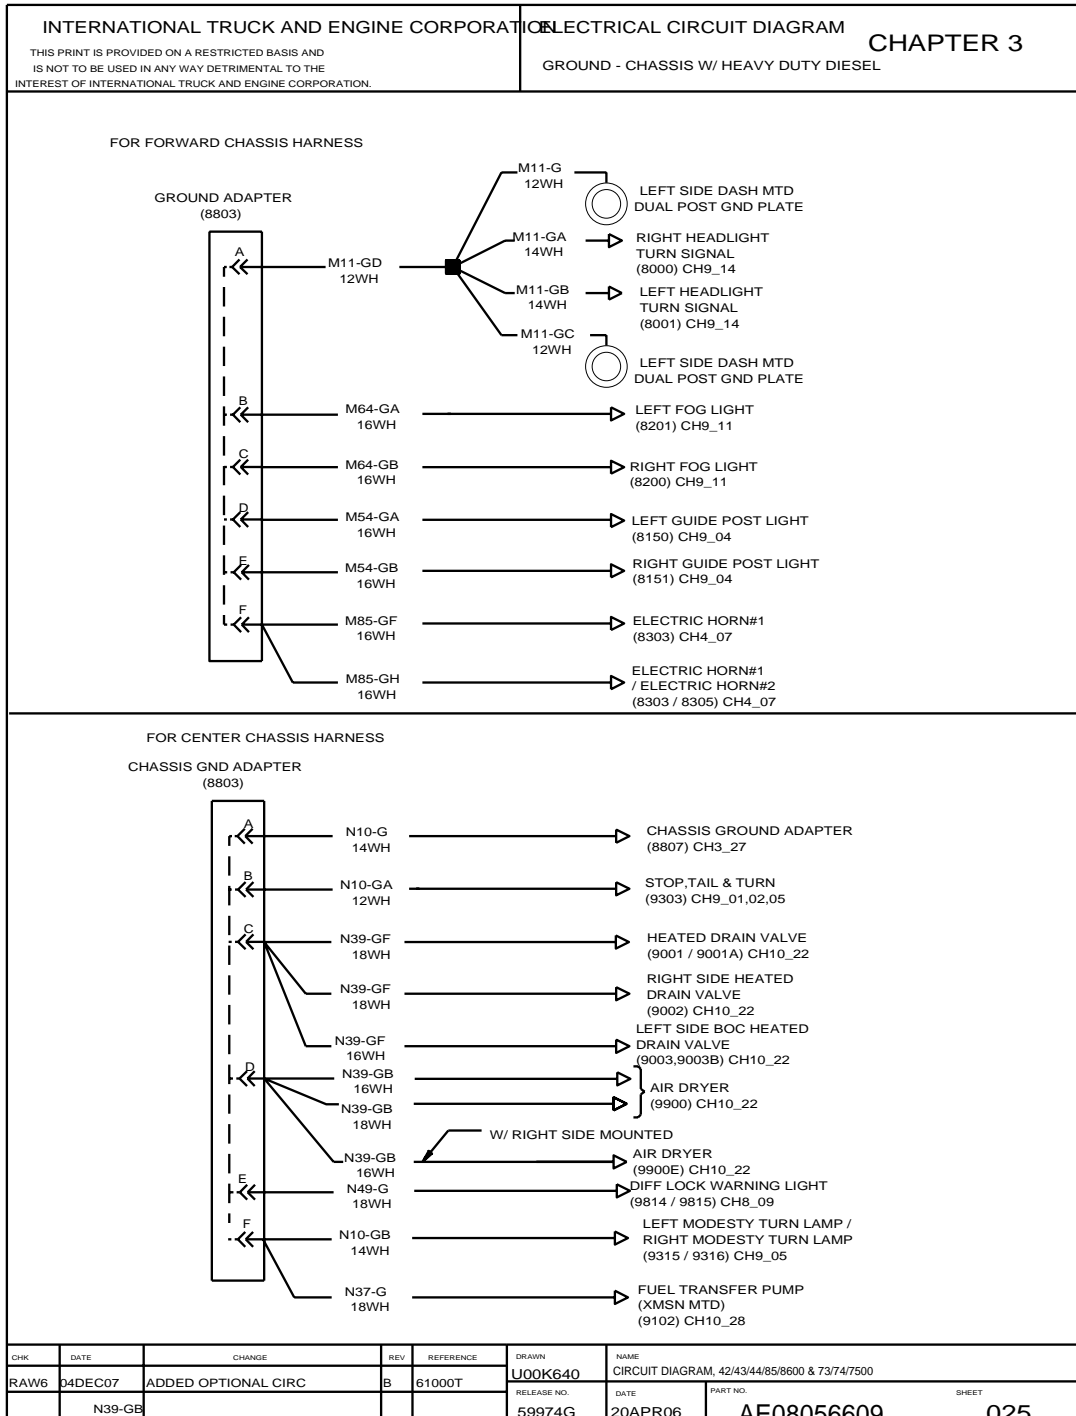 INTERNATIONAL TRUCK AND ENGINE CORPORATION
THIS PRINT IS PROVIDED ON A RESTRICTED BASIS AND
IS NOT TO BE USED IN ANY WAY DETRIMENTAL TO THE
INTEREST OF INTERNATIONAL TRUCK AND ENGINE CORPORATION.
ELECTRICAL CIRCUIT DIAGRAM
CHAPTER 3
GROUND - CHASSIS W/ HEAVY DUTY DIESEL
FOR FORWARD CHASSIS HARNESS
GROUND ADAPTER
(8803)
A
M11-GD
12WH
M11-G
12WH
LEFT SIDE DASH MTD
DUAL POST GND PLATE
M11-GA
14WH
RIGHT HEADLIGHT
TURN SIGNAL
(8000) CH9_14
M11-GB
14WH
LEFT HEADLIGHT
TURN SIGNAL
(8001) CH9_14
M11-GC
12WH
LEFT SIDE DASH MTD
DUAL POST GND PLATE
B
M64-GA
16WH
LEFT FOG LIGHT
(8201) CH9_11
C
M64-GB
16WH
RIGHT FOG LIGHT
(8200) CH9_11
D
M54-GA
16WH
LEFT GUIDE POST LIGHT
(8150) CH9_04
E
M54-GB
16WH
RIGHT GUIDE POST LIGHT
(8151) CH9_04
F
M85-GF
16WH
ELECTRIC HORN#1
(8303) CH4_07
M85-GH
16WH
ELECTRIC HORN#1
/ ELECTRIC HORN#2
(8303 / 8305) CH4_07
FOR CENTER CHASSIS HARNESS
CHASSIS GND ADAPTER
(8803)
A
N10-G
14WH
CHASSIS GROUND ADAPTER
(8807) CH3_27
B
N10-GA
12WH
STOP,TAIL & TURN
(9303) CH9_01,02,05
C
N39-GF
18WH
HEATED DRAIN VALVE
(9001 / 9001A) CH10_22
N39-GF
18WH
RIGHT SIDE HEATED
DRAIN VALVE
(9002) CH10_22
N39-GF
16WH
LEFT SIDE BOC HEATED
DRAIN VALVE
(9003,9003B) CH10_22
D
N39-GB
16WH
N39-GB
18WH
AIR DRYER
(9900) CH10_22
W/ RIGHT SIDE MOUNTED
N39-GB
16WH
AIR DRYER
(9900E) CH10_22
E
N49-G
18WH
DIFF LOCK WARNING LIGHT
(9814 / 9815) CH8_09
F
N10-GB
14WH
LEFT MODESTY TURN LAMP /
RIGHT MODESTY TURN LAMP
(9315 / 9316) CH9_05
N37-G
18WH
FUEL TRANSFER PUMP
(XMSN MTD)
(9102) CH10_28
CHK DATE CHANGE REV REFERENCE
RAW6 04DEC07 ADDED OPTIONAL CIRC B 61000T
N39-GB
DRAWN
U00K640
NAME
CIRCUIT DIAGRAM, 42/43/44/85/8600 & 73/74/7500
RELEASE NO.
59974G
DATE
20APR06
PART NO.
AE08056609
SHEET
025